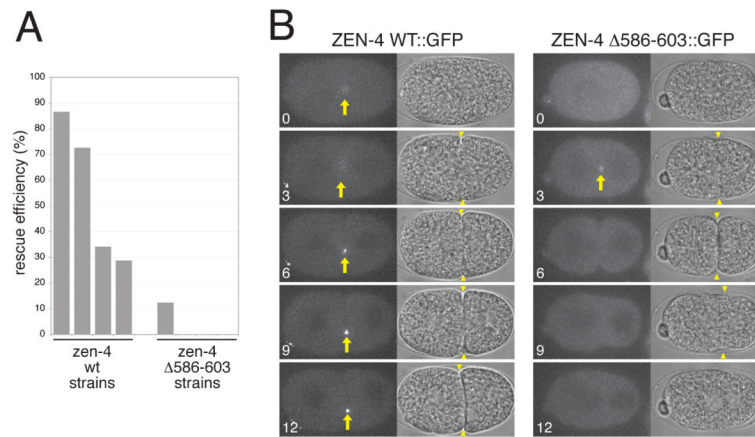 A
rescue efficiency (%)
100
90
80
70
60
50
40
30
20
10
0
zen-4
wt
strains
zen-4
Δ586-603
strains
B
ZEN-4 WT::GFP
ZEN-4 Δ586-603::GFP
0
0
3
3
6
6
9
9
12
12